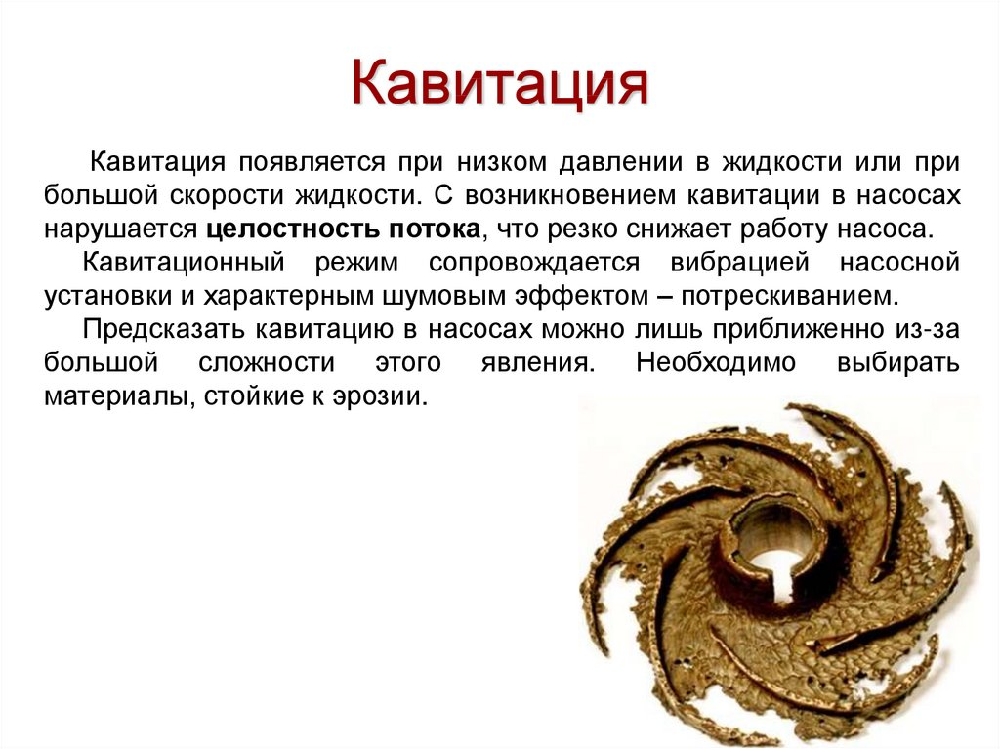 Кавитация
Кавитация появляется при низком давлении в жидкости или при
большой скорости жидкости. С возникновением кавитации в насосах
нарушается целостность потока, что резко снижает работу насоса.
Кавитационный режим сопровождается вибрацией насосной
установки и характерным шумовым эффектом – потрескиванием.
Предсказать кавитацию в насосах можно лишь приближенно из-за
большой сложности этого явления. Необходимо выбирать
материалы, стойкие к эрозии.